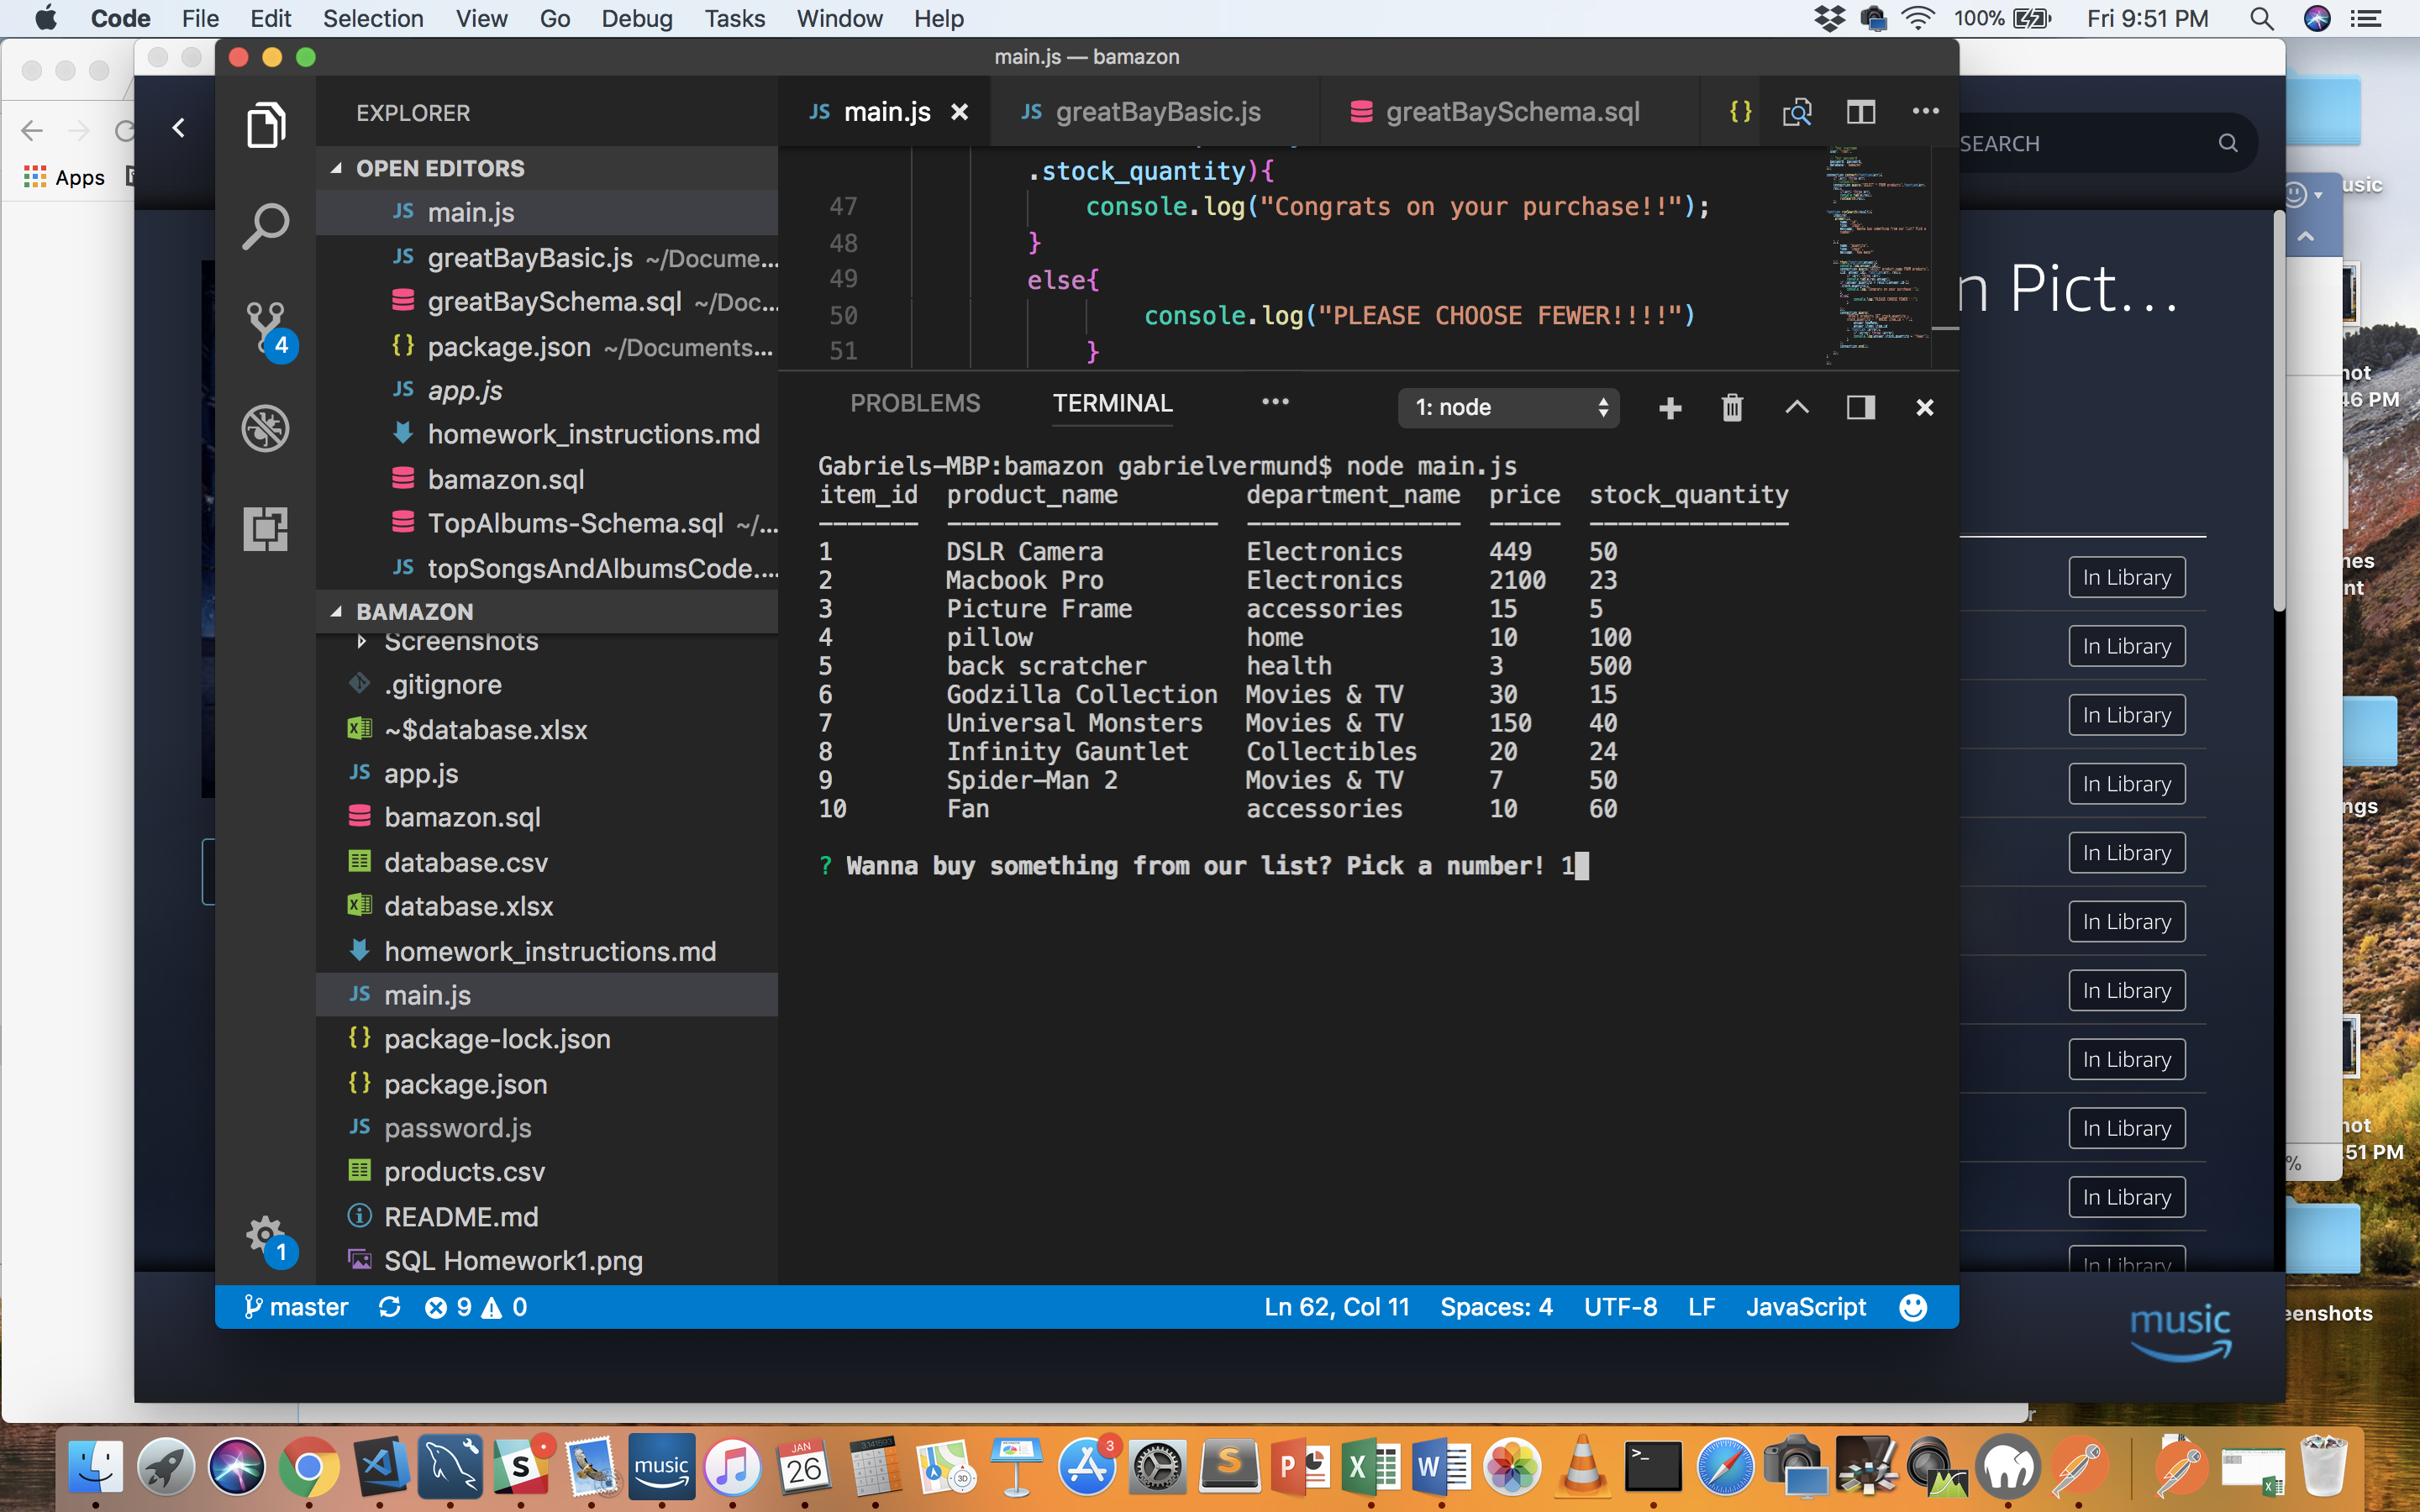 Code File Edit Selection View Go Debug Tasks Window Help 100% Fri 9:51 PM
main.js — bamazon
Apps
EXPLORER
OPEN EDITORS
JS main.js
JS greatBayBasic.js ~/Docume...
greatBaySchema.sql ~/Doc...
{} package.json ~/Documents...
JS app.js
homework_instructions.md
bamazon.sql
TopAlbums-Schema.sql ~/...
JS topSongsAndAlbumsCode....
BAMAZON
Screenshots
.gitignore
~$database.xlsx
JS app.js
bamazon.sql
database.csv
database.xlsx
homework_instructions.md
JS main.js
{} package-lock.json
{} package.json
JS password.js
products.csv
README.md
SQL Homework1.png
4
1
JS main.js JS greatBayBasic.js greatBaySchema.sql {}
.stock_quantity){
47 console.log("Congrats on your purchase!!");
48 }
49 else{
50 console.log("PLEASE CHOOSE FEWER!!!!")
51 }
PROBLEMS TERMINAL ... 1: node
Gabriels-MBP:bamazon gabrielvermund$ node main.js
item_id product_name department_name price stock_quantity
------- ------------------- --------------- ----- --------------
1 DSLR Camera Electronics 449 50
2 Macbook Pro Electronics 2100 23
3 Picture Frame accessories 15 5
4 pillow home 10 100
5 back scratcher health 3 500
6 Godzilla Collection Movies & TV 30 15
7 Universal Monsters Movies & TV 150 40
8 Infinity Gauntlet Collectibles 20 24
9 Spider-Man 2 Movies & TV 7 50
10 Fan accessories 10 60
? Wanna buy something from our list? Pick a number! 1
master 9 0 Ln 62, Col 11 Spaces: 4 UTF-8 LF JavaScript
SEARCH
n Pict...
In Library
In Library
In Library
In Library
In Library
In Library
In Library
In Library
In Library
In Library
In Library
music
usic
46 PM
.51 PM
%
eenshots
S
music
JAN
26
3
S
P
X
W